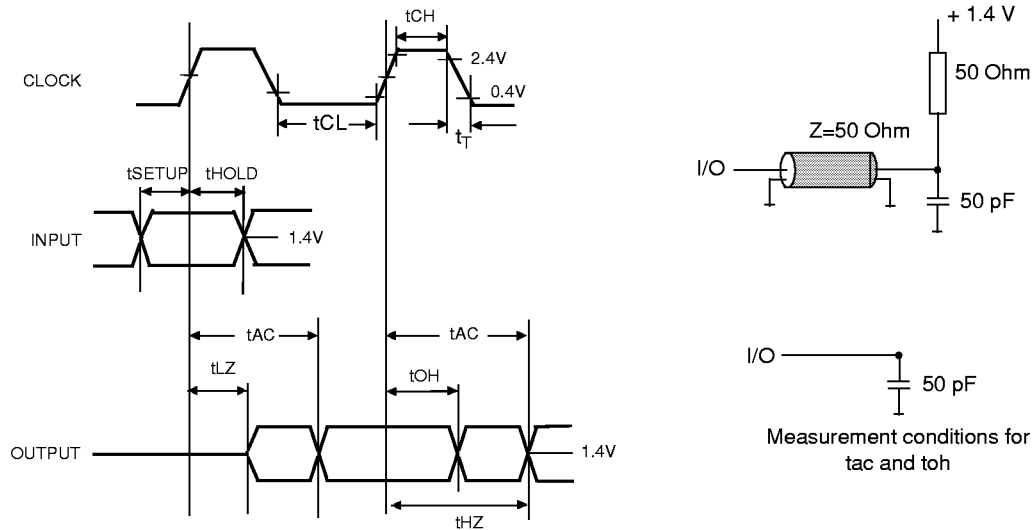 tCH
CLOCK
2.4V
0.4V
tCL
tT
tSETUP
tHOLD
INPUT
1.4V
tAC
tAC
tLZ
tOH
OUTPUT
1.4V
tHZ
+ 1.4 V
50 Ohm
Z=50 Ohm
I/O
50 pF
I/O
50 pF
Measurement conditions for
tac and toh